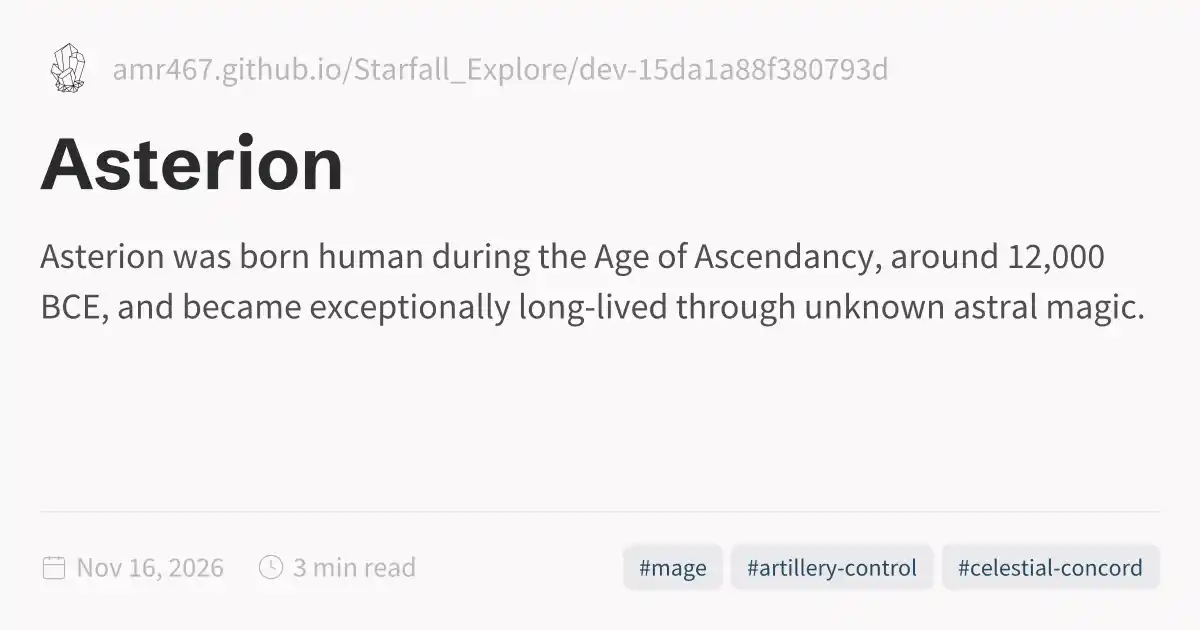 amr467.github.io/Starfall_Explore/dev-15da1a88f380793d
Asterion
Asterion was born human during the Age of Ascendancy, around 12,000
BCE, and became exceptionally long-lived through unknown astral magic.
Nov 16, 2026 3 min read #mage #artillery-control #celestial-concord